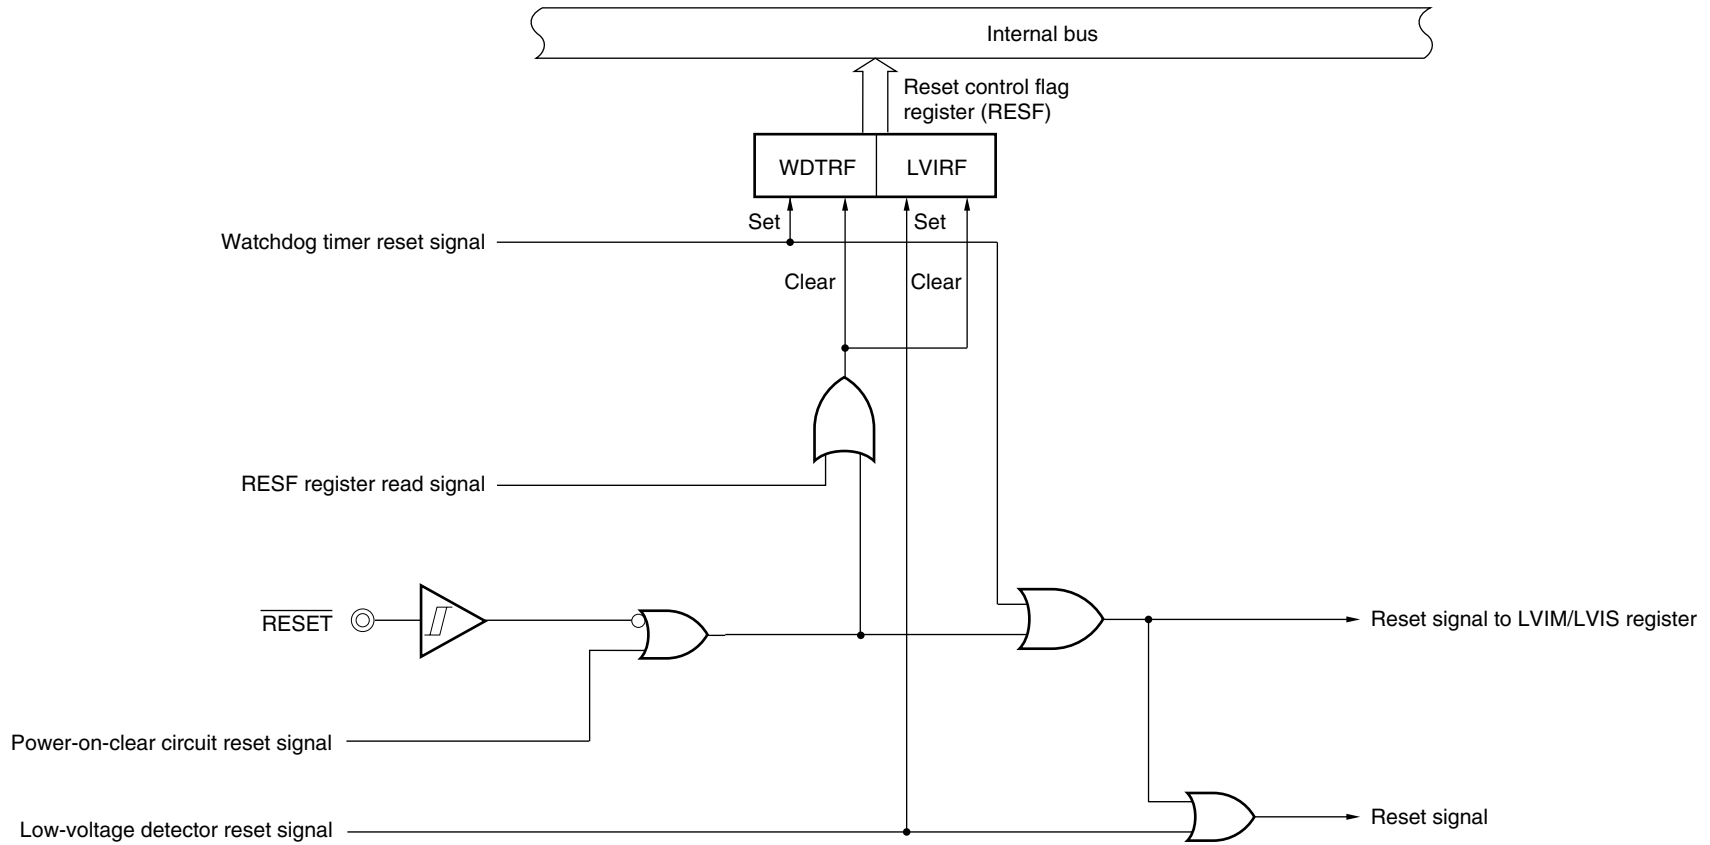 Internal bus
Reset control flag
register (RESF)
WDTRF
LVIRF
Set
Set
Watchdog timer reset signal
Clear
Clear
RESF register read signal
RESET
Reset signal to LVIM/LVIS register
Power-on-clear circuit reset signal
Reset signal
Low-voltage detector reset signal